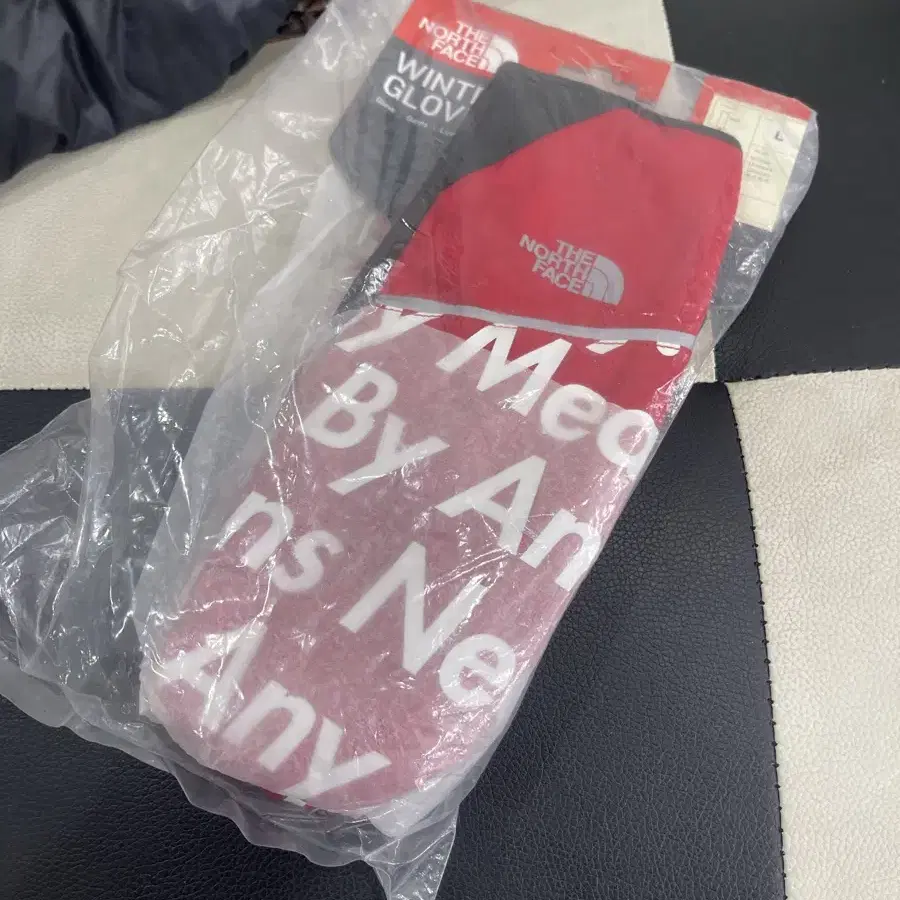 THE
NORTH
FACE
WINT
GLOV
L
THE
NORTH
FACE
y Mea
By An
ns Ne
Any